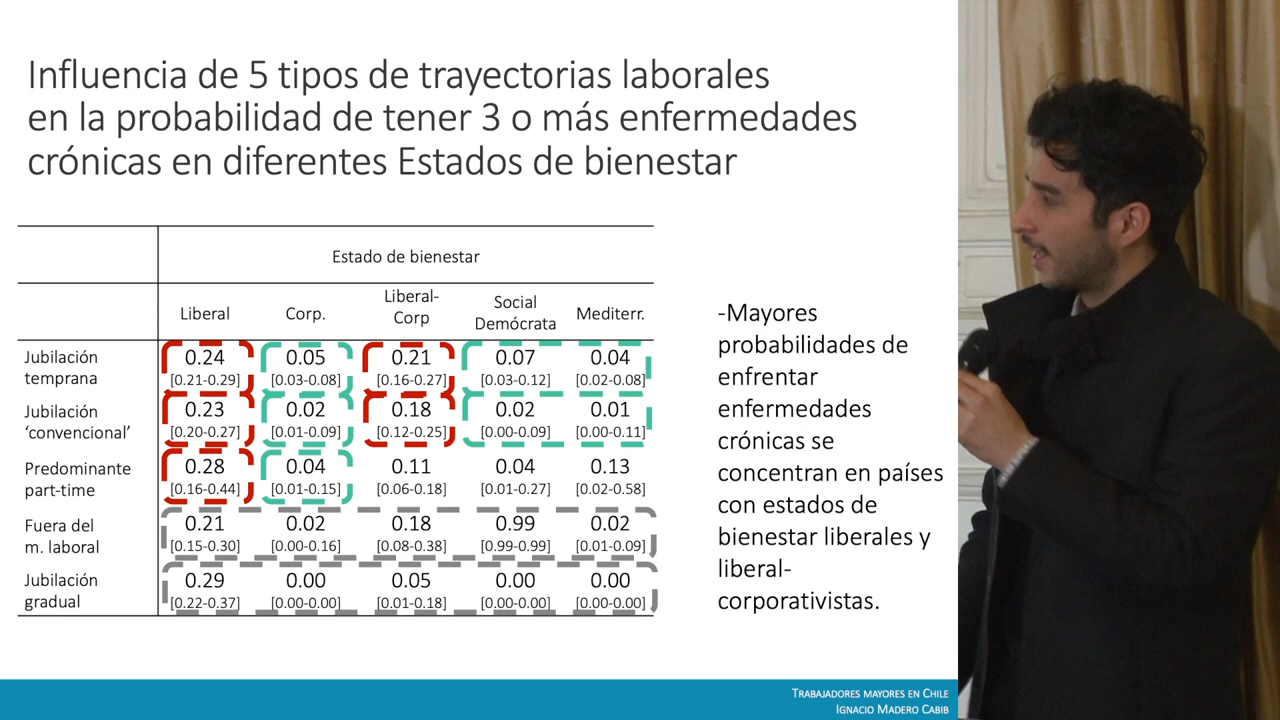 Influencia de 5 tipos de trayectorias laborales
en la probabilidad de tener 3 o más enfermedades
crónicas en diferentes Estados de bienestar
Estado de bienestar
Liberal Corp. Liberal-Corp Social Demócrata Mediterr.
Jubilación temprana 0.24 0.05 0.21 0.07 0.04
[0.21-0.29] [0.03-0.08] [0.16-0.27] [0.03-0.12] [0.02-0.08]
Jubilación ‘convencional’ 0.23 0.02 0.18 0.02 0.01
[0.20-0.27] [0.01-0.09] [0.12-0.25] [0.00-0.09] [0.00-0.11]
Predominante part-time 0.28 0.04 0.11 0.04 0.13
[0.16-0.44] [0.01-0.15] [0.06-0.18] [0.01-0.27] [0.02-0.58]
Fuera del m. laboral 0.21 0.02 0.18 0.99 0.02
[0.15-0.30] [0.00-0.16] [0.08-0.38] [0.99-0.99] [0.01-0.09]
Jubilación gradual 0.29 0.00 0.05 0.00 0.00
[0.22-0.37] [0.00-0.00] [0.01-0.18] [0.00-0.00] [0.00-0.00]
-Mayores
probabilidades de
enfrentar
enfermedades
crónicas se
concentran en países
con estados de
bienestar liberales y
liberal-
corporativistas.
Trabajadores mayores en Chile
Ignacio Madero Cabib